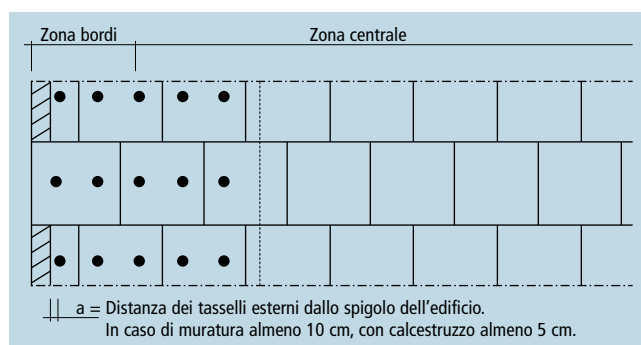 Zona bordi
Zona centrale
a = Distanza dei tasselli esterni dallo spigolo dell'edificio.
In caso di muratura almeno 10 cm, con calcestruzzo almeno 5 cm.